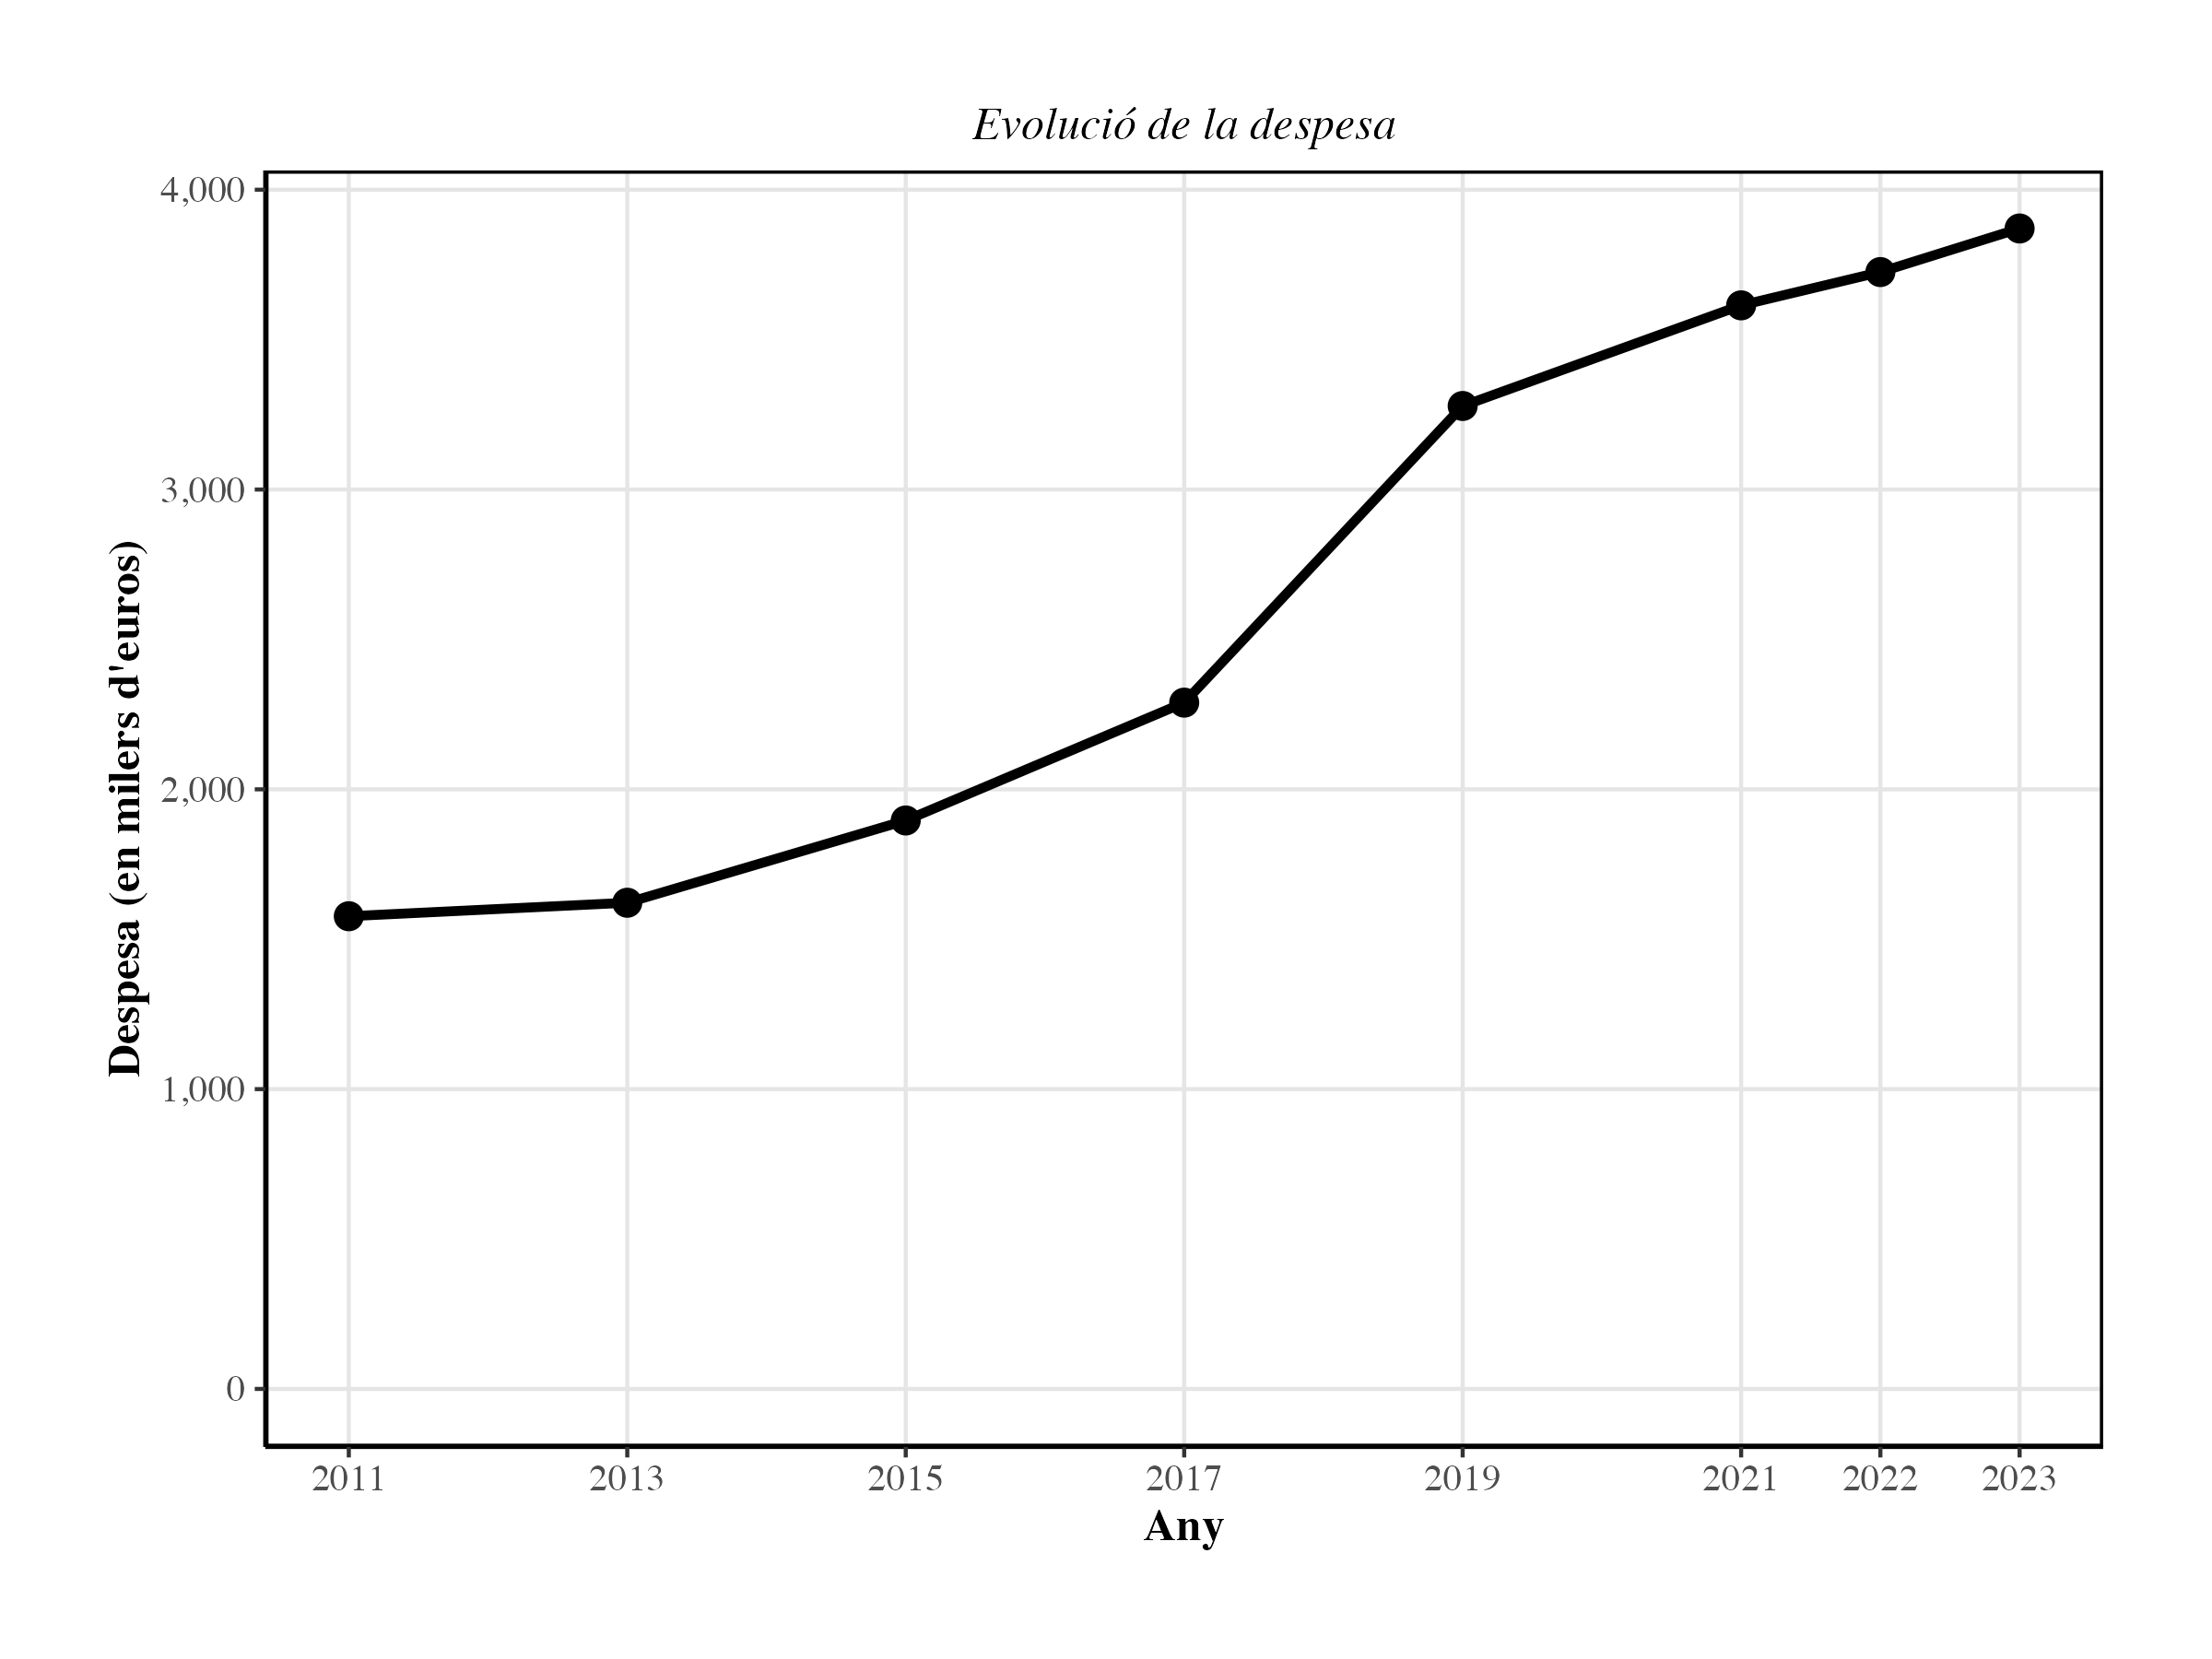 Evolució de la despesa
4,000
3,000
2,000
1,000
0
Despesa (en milers d'euros)
2011 2013 2015 2017 2019 2021 2022 2023
Any